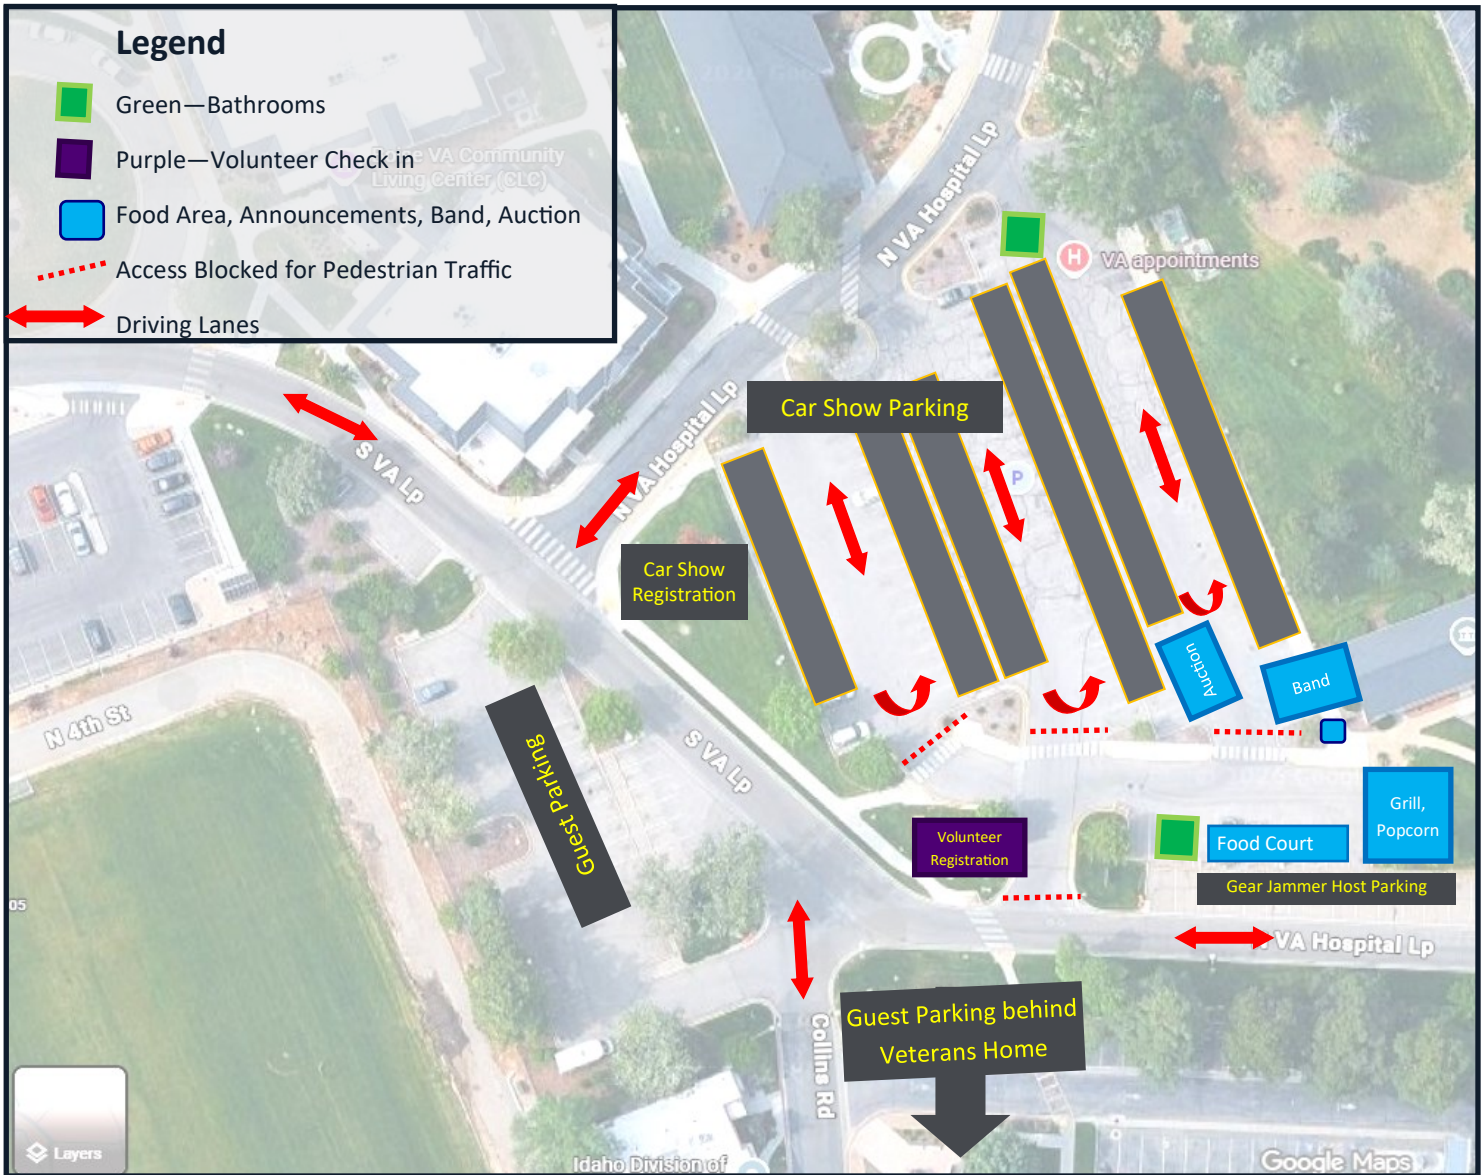 Legend
Green—Bathrooms
Purple—Volunteer Check in
VA Community
Living Center (CLC)
Food Area, Announcements, Band, Auction
Access Blocked for Pedestrian Traffic
Driving Lanes
N VA Hospital Lp
H
VA appointments
Car Show Parking
N VA Hospital Lp
S VA Lp
P
Car Show
Registration
Auction
Band
N 4th St
Guest Parking
S VA Lp
Grill,
Popcorn
Volunteer
Registration
Food Court
Gear Jammer Host Parking
05
VA Hospital Lp
Guest Parking behind
Veterans Home
Collins Rd
Layers
Idaho Division of
Google Maps